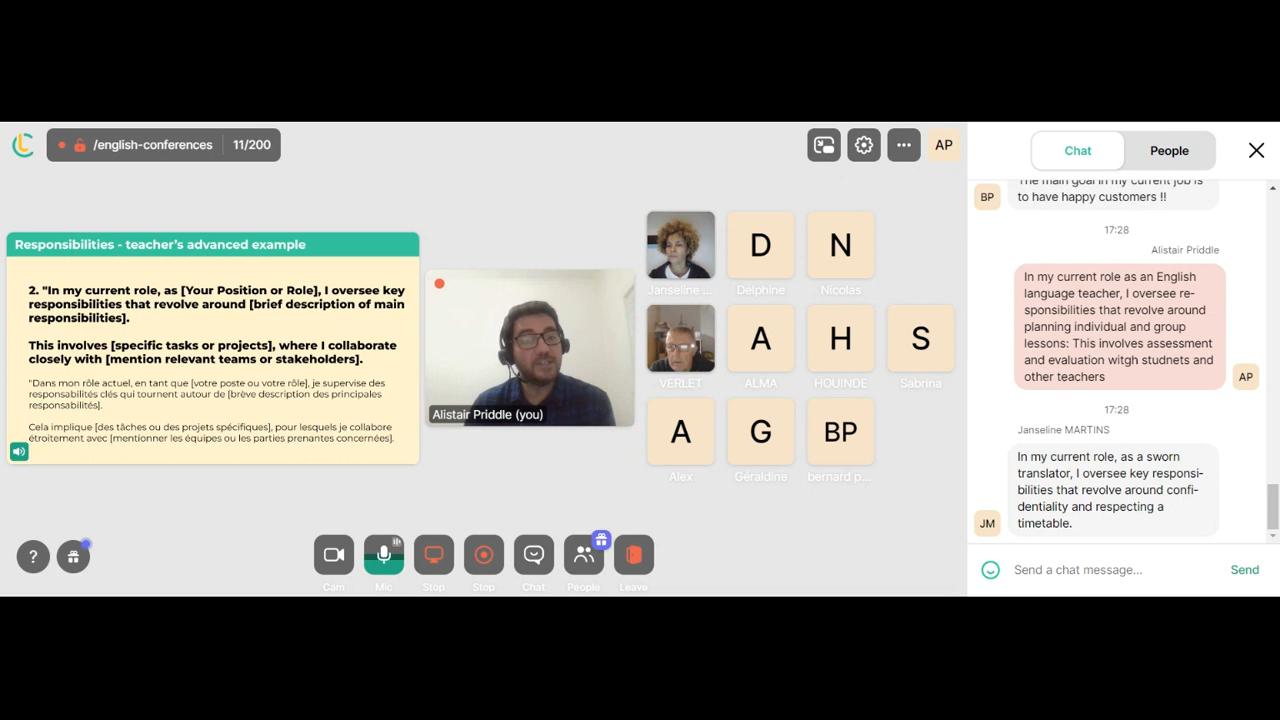 /english-conferences
11/200
AP
Responsibilities - teacher's advanced example
2. "In my current role, as [Your Position or Role], I oversee key
responsibilities that revolve around [brief description of main
responsibilities].
This involves [specific tasks or projects], where I collaborate
closely with [mention relevant teams or stakeholders].
"Dans mon rôle actuel, en tant que [votre poste ou votre rôle], je supervise des
responsabilités clés qui tournent autour de [brève description des principales
responsabilités].
Cela implique [des tâches ou des projets spécifiques], pour lesquels je collabore
étroitement avec [mentionner les équipes ou les parties prenantes concernées].
Alistair Priddle (you)
D
N
Janseline ...
Delphine
Nicolas
A
H
S
VERLET
ALMA
HOUINDE
Sabrina
A
G
BP
Alex
Géraldine
bernard p...
?
Cam
Mic
Stop
Stop
Chat
People
Leave
Chat
People
The main goal in my current job is
to have happy customers !!
BP
17:28
Alistair Priddle
In my current role as an English
language teacher, I oversee re-
sponsibilities that revolve around
planning individual and group
lessons: This involves assessment
and evaluation witgh studnets and
other teachers
AP
17:28
Janseline MARTINS
In my current role, as a sworn
translator, I oversee key responsi-
bilities that revolve around confi-
dentiality and respecting a
timetable.
JM
Send a chat message...
Send